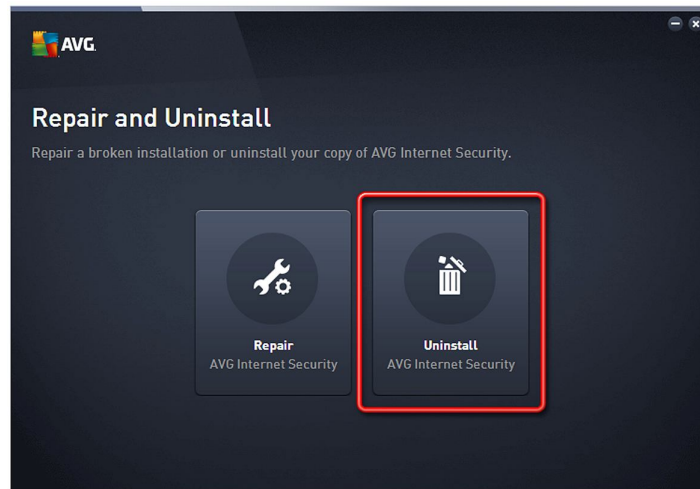 AVG.
Repair and Uninstall
Repair a broken installation or uninstall your copy of AVG Internet Security.
Repair
AVG Internet Security
Uninstall
AVG Internet Security